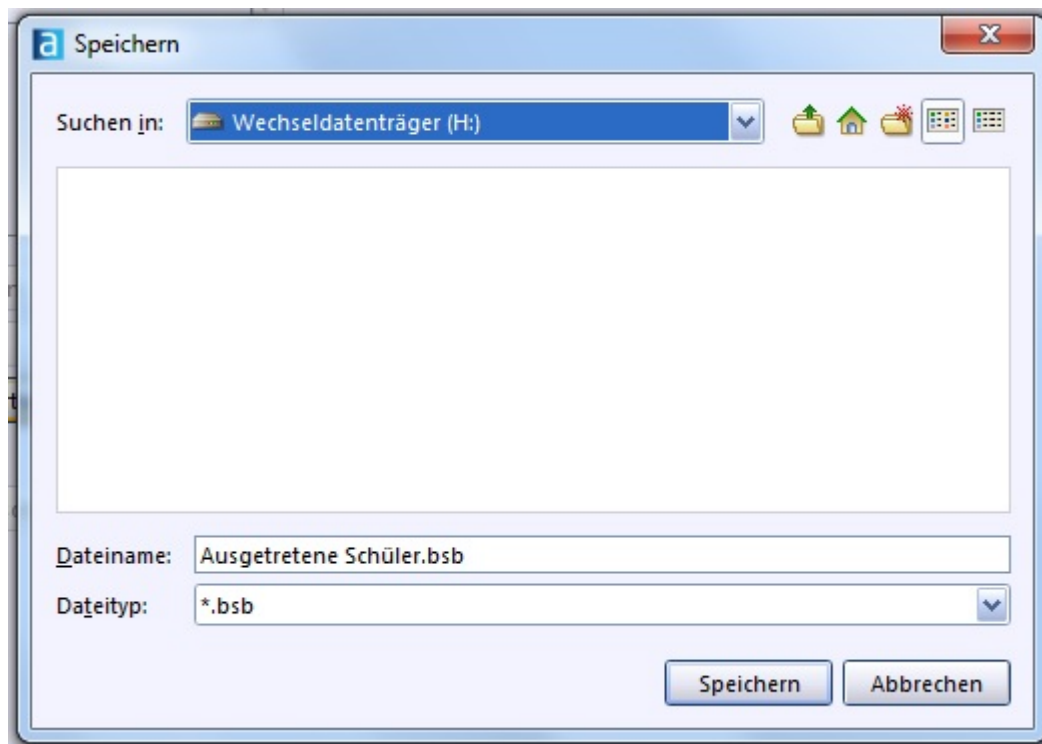 a Speichern
Suchen in: Wechseldatenträger (H:)
Dateiname: Ausgetretene Schüler.bsb
Dateityp: *.bsb
Speichern Abbrechen